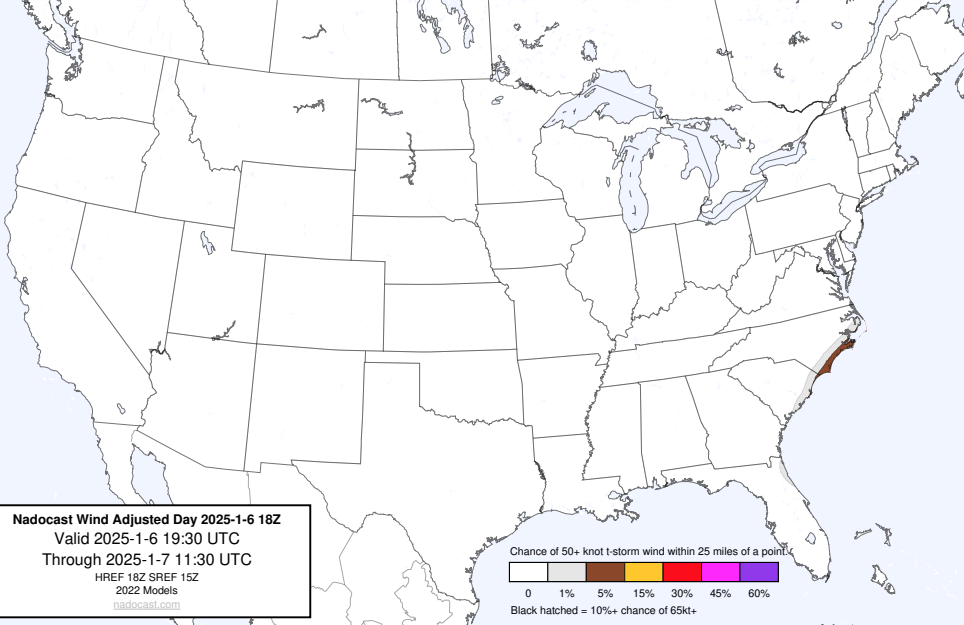 Nadocast Wind Adjusted Day 2025-1-6 18Z
Valid 2025-1-6 19:30 UTC
Through 2025-1-7 11:30 UTC
HREF 18Z SREF 15Z
2022 Models
nadocast.com
Chance of 50+ knot t-storm wind within 25 miles of a point.
0 1% 5% 15% 30% 45% 60%
Black hatched = 10%+ chance of 65kt+